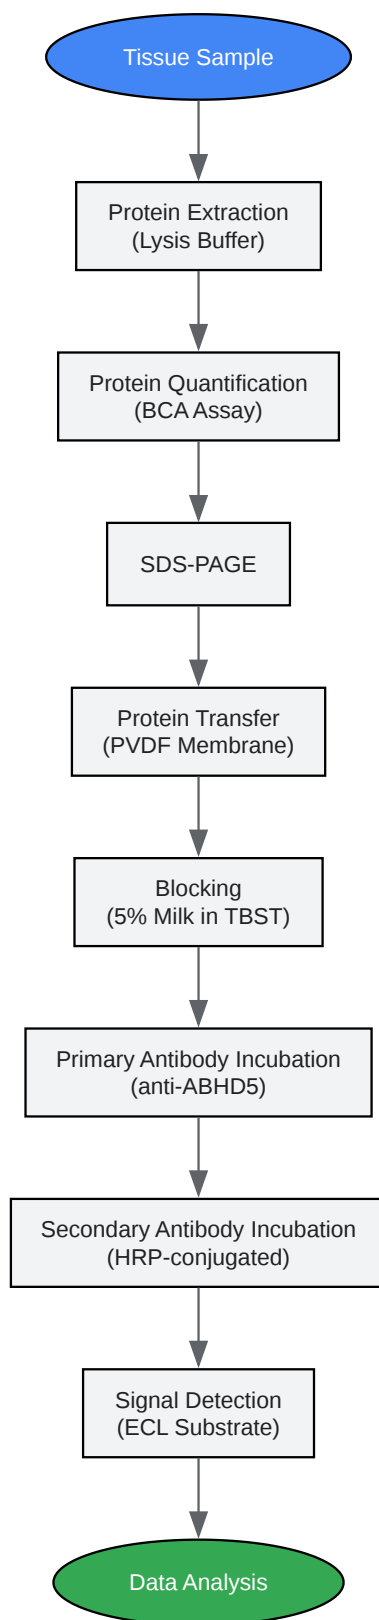 Tissue Sample
Protein Extraction
(Lysis Buffer)
Protein Quantification
(BCA Assay)
SDS-PAGE
Protein Transfer
(PVDF Membrane)
Blocking
(5% Milk in TBST)
Primary Antibody Incubation
(anti-ABHD5)
Secondary Antibody Incubation
(HRP-conjugated)
Signal Detection
(ECL Substrate)
Data Analysis